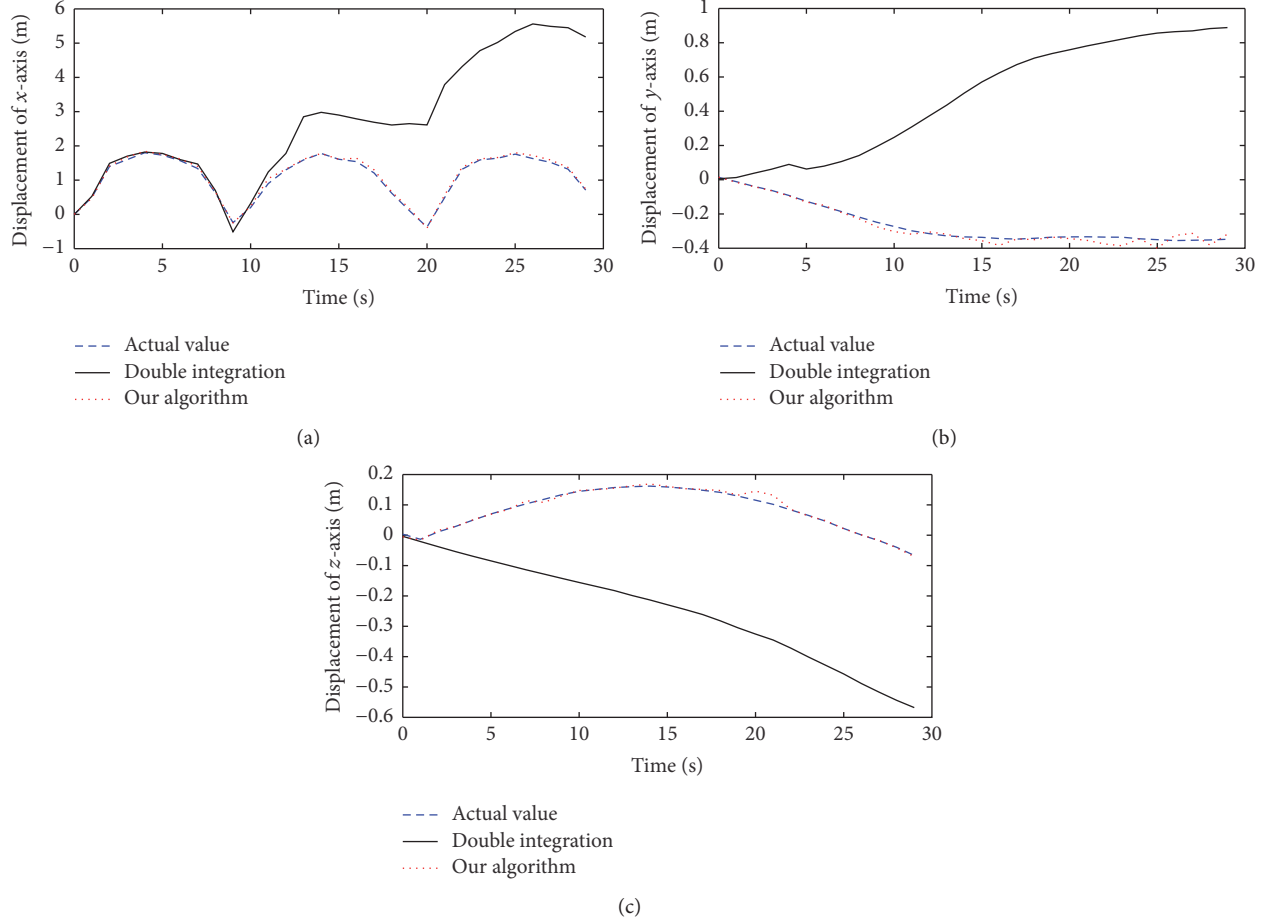 Displacement of x-axis (m)
6
5
4
3
2
1
0
−1
0 5 10 15 20 25 30
Time (s)
Actual value
Double integration
Our algorithm
(a)
Displacement of y-axis (m)
1
0.8
0.6
0.4
0.2
0
−0.2
−0.4
0 5 10 15 20 25 30
Time (s)
Actual value
Double integration
Our algorithm
(b)
Displacement of z-axis (m)
0.2
0.1
0
−0.1
−0.2
−0.3
−0.4
−0.5
−0.6
0 5 10 15 20 25 30
Time (s)
Actual value
Double integration
Our algorithm
(c)